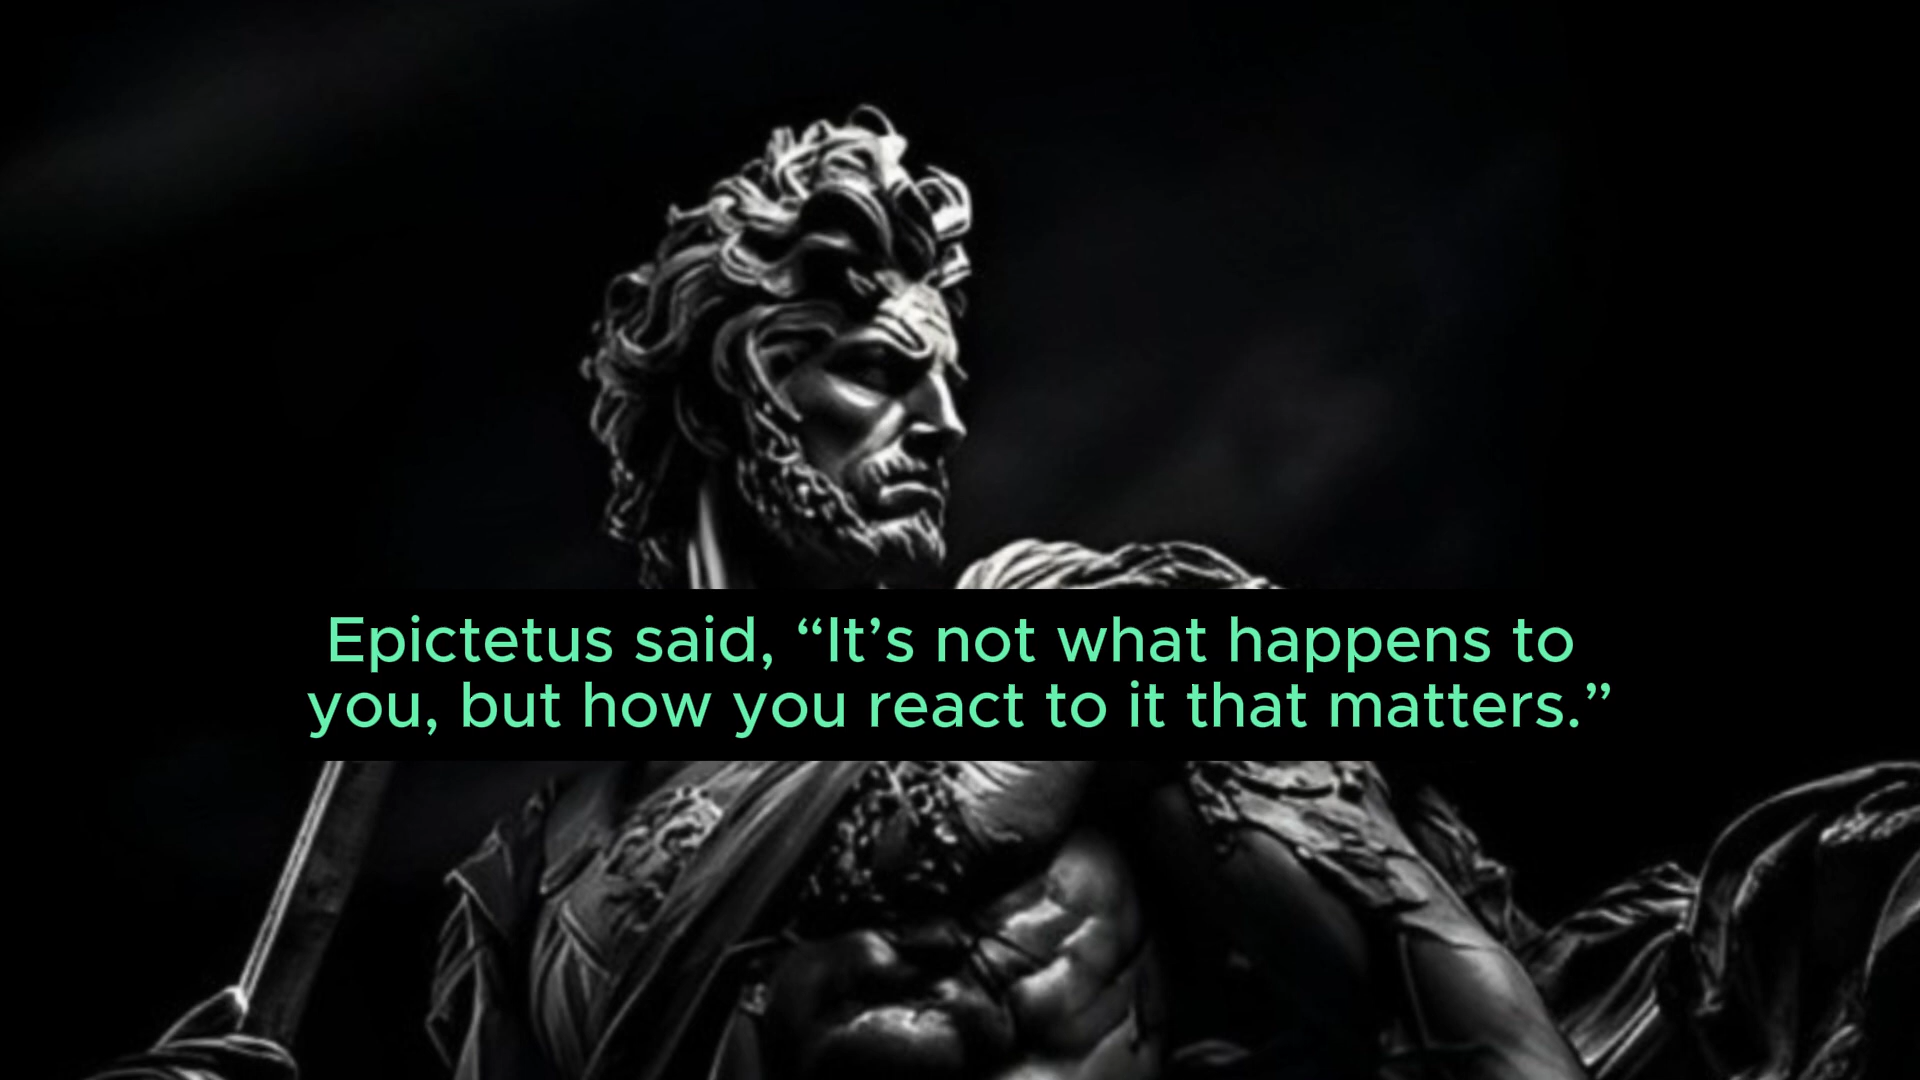 Epictetus said, “It’s not what happens to
you, but how you react to it that matters.”